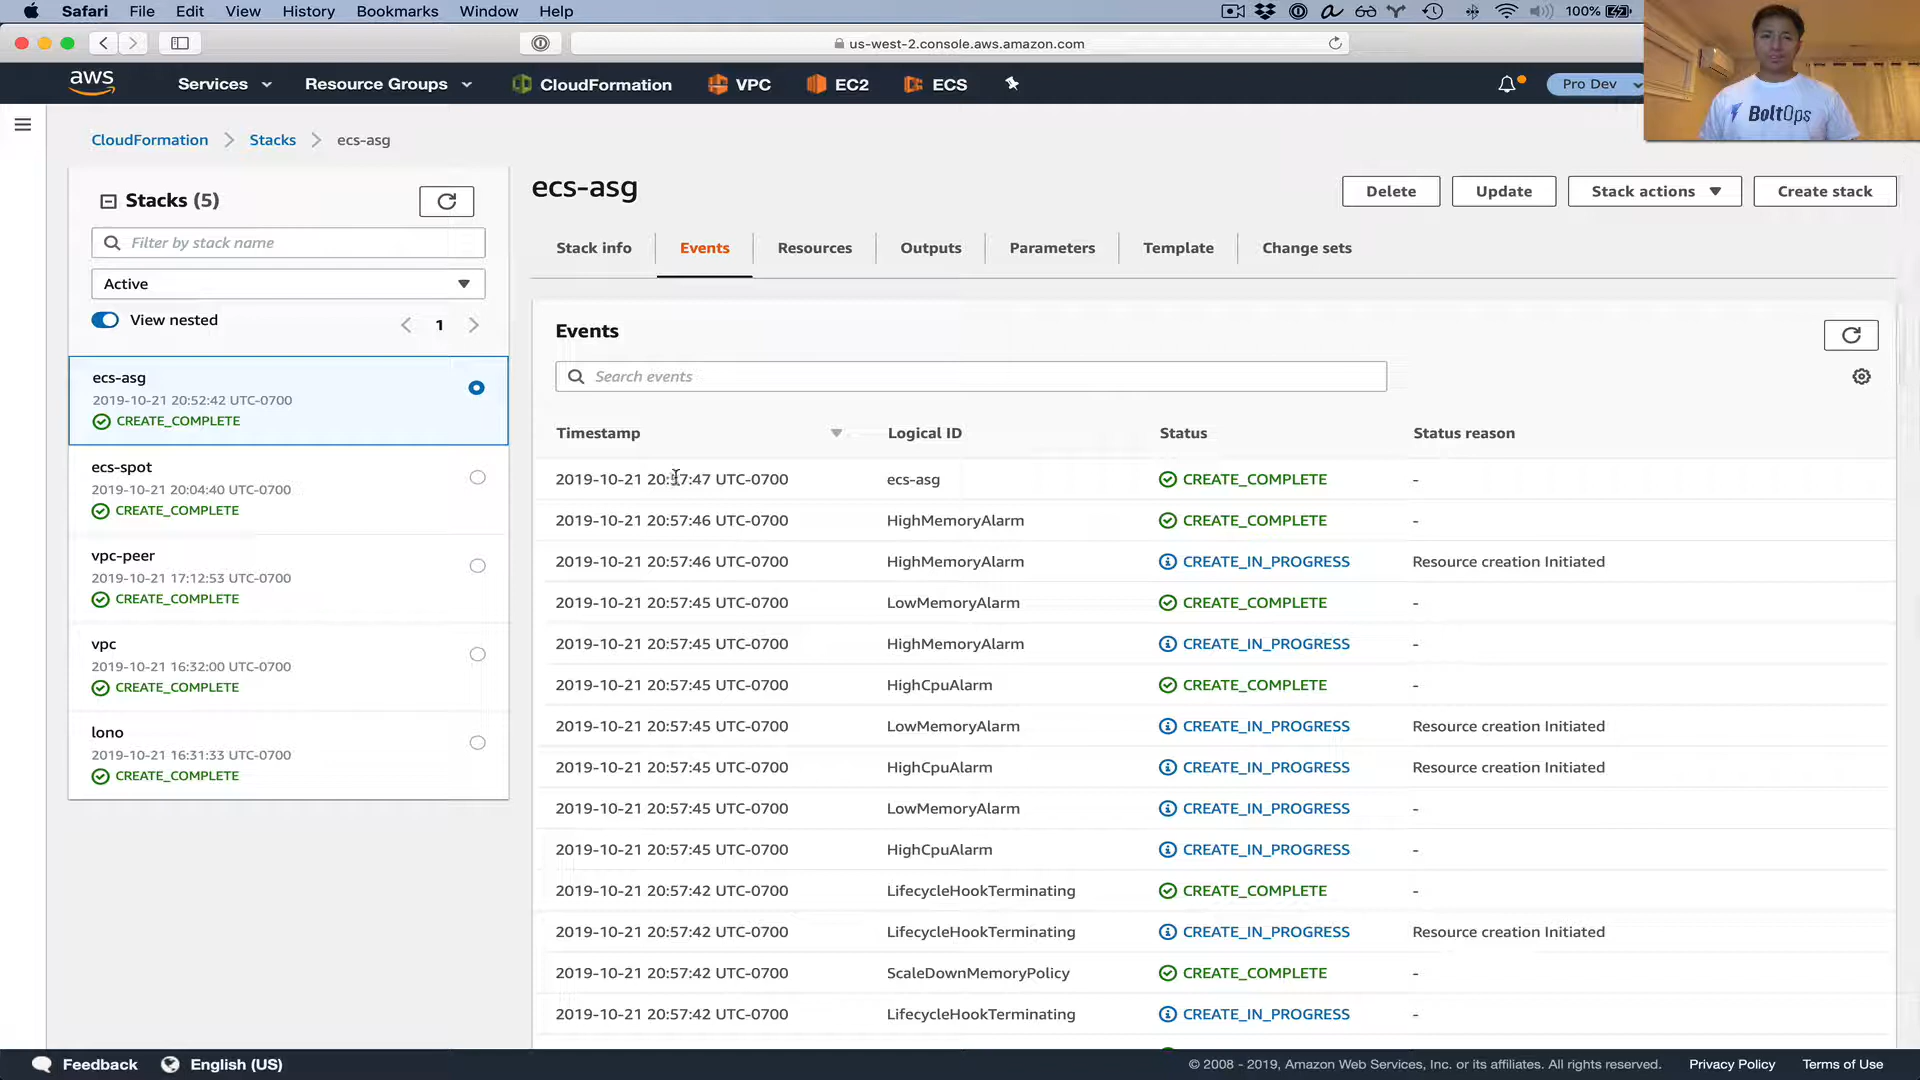 Safari File Edit View History Bookmarks Window Help 100%
us-west-2.console.aws.amazon.com
aws Services Resource Groups CloudFormation VPC EC2 ECS Pro Dev
BoltOps
CloudFormation Stacks ecs-asg
Stacks (5)
Filter by stack name
Active
View nested 1
ecs-asg
2019-10-21 20:52:42 UTC-0700
CREATE_COMPLETE
ecs-spot
2019-10-21 20:04:40 UTC-0700
CREATE_COMPLETE
vpc-peer
2019-10-21 17:12:53 UTC-0700
CREATE_COMPLETE
vpc
2019-10-21 16:32:00 UTC-0700
CREATE_COMPLETE
lono
2019-10-21 16:31:33 UTC-0700
CREATE_COMPLETE
ecs-asg
Delete Update Stack actions Create stack
Stack info Events Resources Outputs Parameters Template Change sets
Events
Search events
Timestamp Logical ID Status Status reason
2019-10-21 20:57:47 UTC-0700 ecs-asg CREATE_COMPLETE -
2019-10-21 20:57:46 UTC-0700 HighMemoryAlarm CREATE_COMPLETE -
2019-10-21 20:57:46 UTC-0700 HighMemoryAlarm CREATE_IN_PROGRESS Resource creation Initiated
2019-10-21 20:57:45 UTC-0700 LowMemoryAlarm CREATE_COMPLETE -
2019-10-21 20:57:45 UTC-0700 HighMemoryAlarm CREATE_IN_PROGRESS -
2019-10-21 20:57:45 UTC-0700 HighCpuAlarm CREATE_COMPLETE -
2019-10-21 20:57:45 UTC-0700 LowMemoryAlarm CREATE_IN_PROGRESS Resource creation Initiated
2019-10-21 20:57:45 UTC-0700 HighCpuAlarm CREATE_IN_PROGRESS Resource creation Initiated
2019-10-21 20:57:45 UTC-0700 LowMemoryAlarm CREATE_IN_PROGRESS -
2019-10-21 20:57:45 UTC-0700 HighCpuAlarm CREATE_IN_PROGRESS -
2019-10-21 20:57:42 UTC-0700 LifecycleHookTerminating CREATE_COMPLETE -
2019-10-21 20:57:42 UTC-0700 LifecycleHookTerminating CREATE_IN_PROGRESS Resource creation Initiated
2019-10-21 20:57:42 UTC-0700 ScaleDownMemoryPolicy CREATE_COMPLETE -
2019-10-21 20:57:42 UTC-0700 LifecycleHookTerminating CREATE_IN_PROGRESS -
Feedback English (US) © 2008 - 2019, Amazon Web Services, Inc. or its affiliates. All rights reserved. Privacy Policy Terms of Use